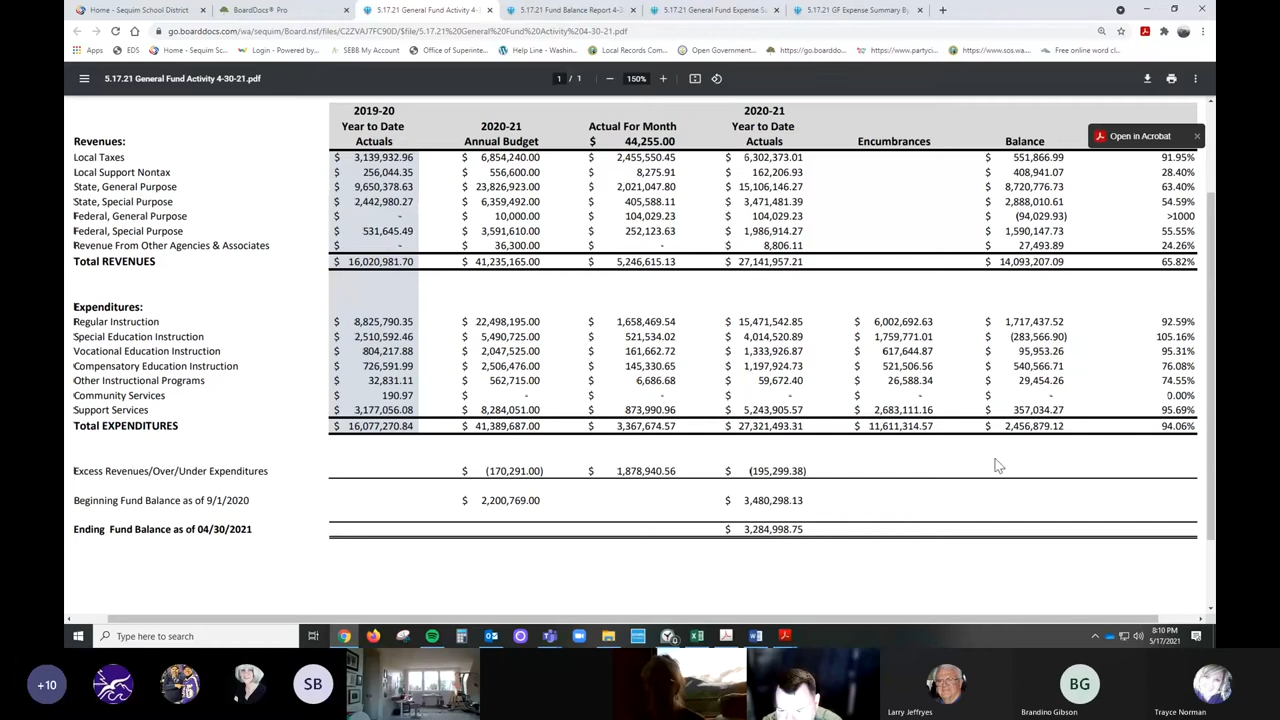 Home - Sequim School District
BoardDocs® Pro
5.17.21 General Fund Activity 4-
5.17.21 Fund Balance Report 4-30
5.17.21 General Fund Expense Su
5.17.21 GF Expense Summary By
go.boarddocs.com/wa/sequim/Board.nsf/files/C2ZVAJ7FC90D/$file/5.17.21%20General%20Fund%20Activity%204-30-21.pdf
Apps EDS Home - Sequim Sc... Login - Powered by... SEBB My Account Office of Superinte... Help Line - Washin... Local Records Com... Open Government... https://go.boarddo... https://www.partyci... https://www.sos.wa... Free online word cl...
5.17.21 General Fund Activity 4-30-21.pdf 1 / 1 150%
Open in Acrobat
2019-20 2020-21
Year to Date 2020-21 Actual For Month Year to Date
Revenues: Actuals Annual Budget $ 44,255.00 Actuals Encumbrances Balance
Local Taxes $ 3,139,932.96 $ 6,854,240.00 $ 2,455,550.45 $ 6,302,373.01 $ 551,866.99 91.95%
Local Support Nontax $ 256,044.35 $ 556,600.00 $ 8,275.91 $ 162,206.93 $ 408,941.07 28.40%
State, General Purpose $ 9,650,378.63 $ 23,826,923.00 $ 2,021,047.80 $ 15,106,146.27 $ 8,720,776.73 63.40%
State, Special Purpose $ 2,442,980.27 $ 6,359,492.00 $ 405,588.11 $ 3,471,481.39 $ 2,888,010.61 54.59%
Federal, General Purpose $ - $ 10,000.00 $ 104,029.23 $ 104,029.23 $ (94,029.93) >1000
Federal, Special Purpose $ 531,645.49 $ 3,591,610.00 $ 252,123.63 $ 1,986,914.27 $ 1,590,147.73 55.55%
Revenue From Other Agencies & Associates $ - $ 36,300.00 $ - $ 8,806.11 $ 27,493.89 24.26%
Total REVENUES $ 16,020,981.70 $ 41,235,165.00 $ 5,246,615.13 $ 27,141,957.21 $ 14,093,207.09 65.82%
Expenditures:
Regular Instruction $ 8,825,790.35 $ 22,498,195.00 $ 1,658,469.54 $ 15,471,542.85 $ 6,002,692.63 $ 1,717,437.52 92.59%
Special Education Instruction $ 2,510,592.46 $ 5,490,725.00 $ 521,534.02 $ 4,014,520.89 $ 1,759,771.01 $ (283,566.90) 105.16%
Vocational Education Instruction $ 804,217.88 $ 2,047,525.00 $ 161,662.72 $ 1,333,926.87 $ 617,644.87 $ 95,953.26 95.31%
Compensatory Education Instruction $ 726,591.99 $ 2,506,476.00 $ 145,330.65 $ 1,197,924.73 $ 521,506.56 $ 540,566.71 76.08%
Other Instructional Programs $ 32,831.11 $ 562,715.00 $ 6,686.68 $ 59,672.40 $ 26,588.34 $ 29,454.26 74.55%
Community Services $ 190.97 $ - $ - $ - $ - $ - 0.00%
Support Services $ 3,177,056.08 $ 8,284,051.00 $ 873,990.96 $ 5,243,905.57 $ 2,683,111.16 $ 357,034.27 95.69%
Total EXPENDITURES $ 16,077,270.84 $ 41,389,687.00 $ 3,367,674.57 $ 27,321,493.31 $ 11,611,314.57 $ 2,456,879.12 94.06%
Excess Revenues/Over/Under Expenditures $ (170,291.00) $ 1,878,940.56 $ (195,299.38)
Beginning Fund Balance as of 9/1/2020 $ 2,200,769.00 $ 3,480,298.13
Ending Fund Balance as of 04/30/2021 $ 3,284,998.75
Type here to search
8:10 PM
5/17/2021
+10
SB
BG
Larry Jeffryes
Brandino Gibson
Trayce Norman